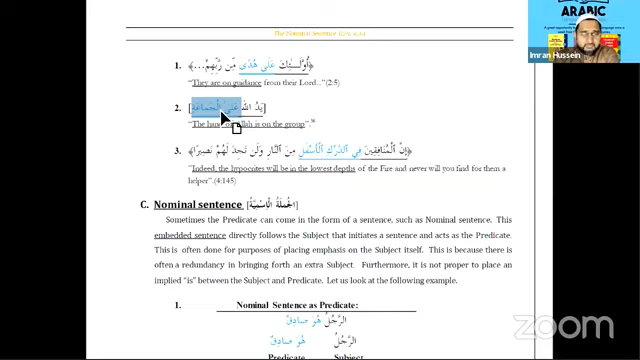 The Nominal Sentence
ARABIC
Imran Hussein
1. ﴿أُوْلَـٰئِكَ عَلَى هُدًى مِّن رَّبِّهِمْ ...﴾
"They are on guidance from their Lord..."(2:5)
2. [يَدُ اللهِ عَلَىٰ الْجَمَاعَةِ]
"The hand of Allah is on the group".
3. ﴿إِنَّ ٱلْمُنَافِقِينَ فِي ٱلدَّرْكِ ٱلْأَسْفَلِ مِنَ ٱلنَّارِ وَلَن تَجِدَ لَهُمْ نَصِيرًا﴾
"Indeed, the hypocrites will be in the lowest depths of the Fire and never will you find for them a
helper".(4:145)
C. Nominal sentence [الْجُمْلَةُ الْاسْمِيَّةُ]
Sometimes the Predicate can come in the form of a sentence, such as Nominal sentence. This
embedded sentence directly follows the Subject that initiates a sentence and acts as the Predicate.
This is often done for purposes of placing emphasis on the Subject itself. This is because there is
often a redundancy in bringing forth an extra Subject. Furthermore, it is not proper to place an
implied "is" between the Subject and Predicate. Let us look at the following example.
1. Nominal Sentence as Predicate:
الرَّجُلُ هُوَ صَادِقٌ
الرَّجُلُ هُوَ صَادِقٌ
Predicate Subject
zoom